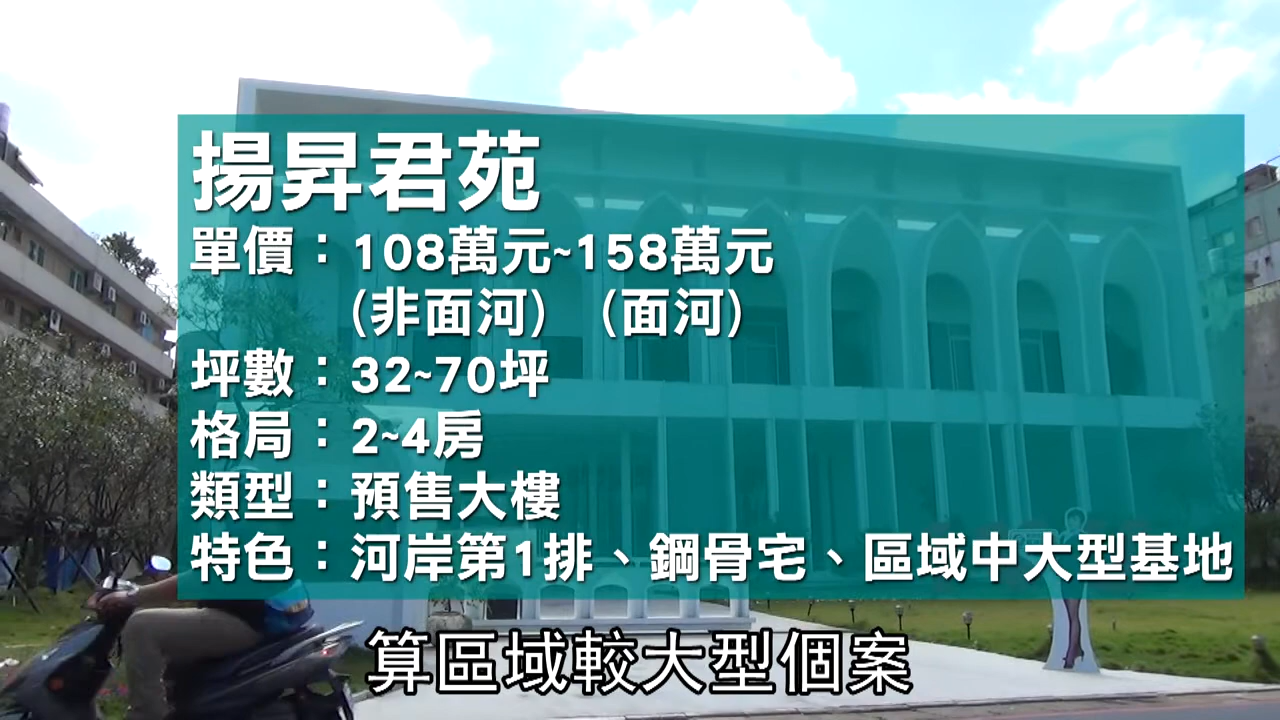 揚昇君苑
單價：108萬元~158萬元
(非面河) (面河)
坪數：32~70坪
格局：2~4房
類型：預售大樓
特色：河岸第1排、鋼骨宅、區域中大型基地
算區域較大型個案